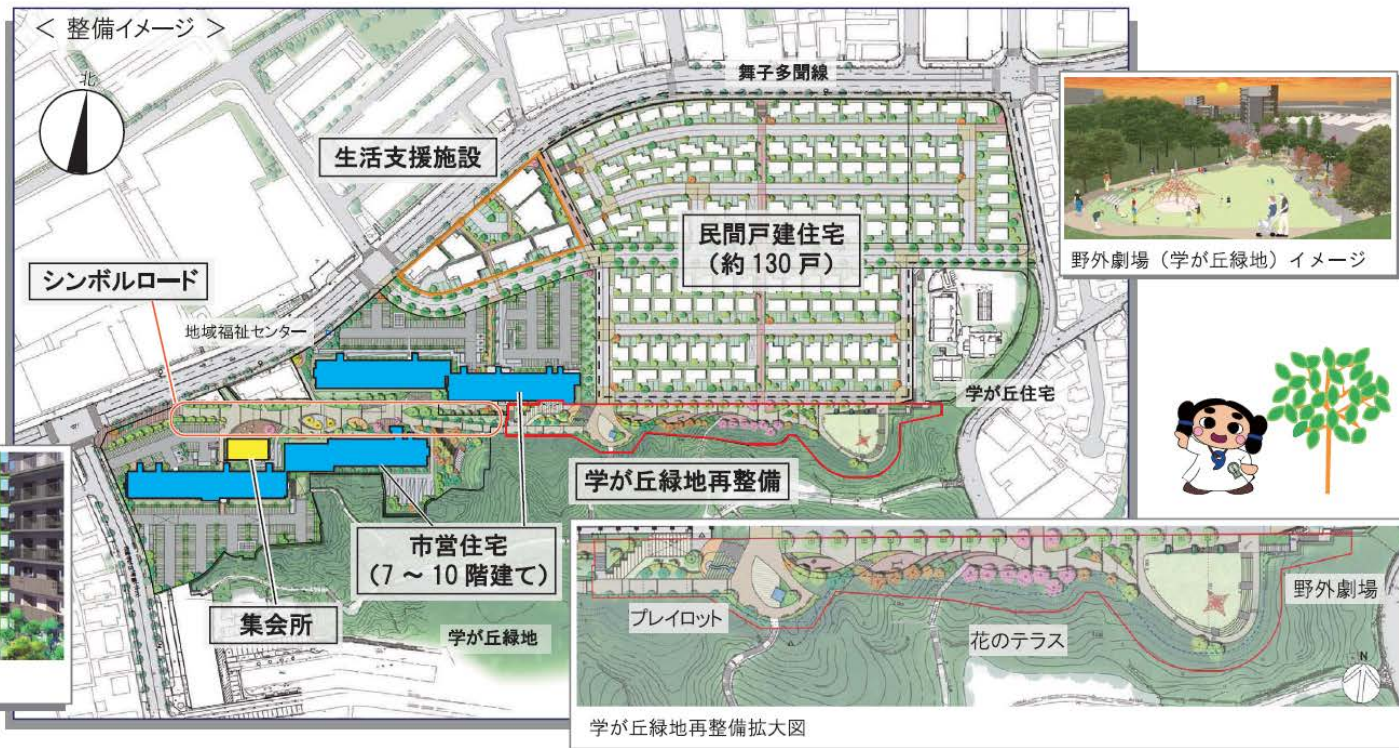 ＜ 整備イメージ ＞
北
舞子多聞線
生活支援施設
民間戸建住宅
（約 130 戸）
野外劇場（学が丘緑地）イメージ
シンボルロード
地域福祉センター
学が丘住宅
学が丘緑地再整備
市営住宅
（7 ～ 10 階建て）
集会所
学が丘緑地
プレイロット
花のテラス
野外劇場
N
学が丘緑地再整備拡大図